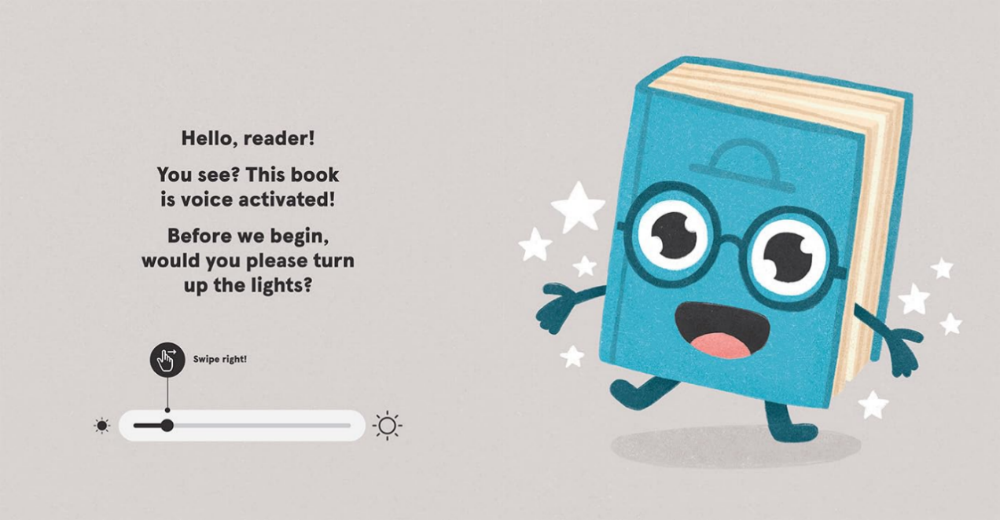 Hello, reader!
You see? This book
is voice activated!
Before we begin,
would you please turn
up the lights?
Swipe right!